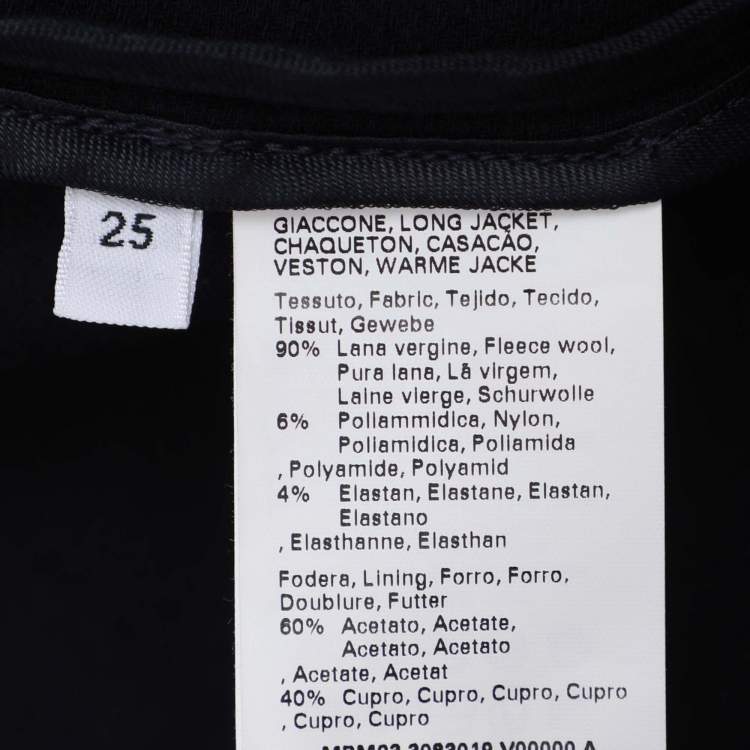 25
GIACCONE, LONG JACKET,
CHAQUETON, CASACÃO,
VESTON, WARME JACKE
Tessuto, Fabric, Tejido, Tecido,
Tissut, Gewebe
90% Lana vergine, Fleece wool,
Pura lana, Lã virgem,
Laine vierge, Schurwolle
6% Poliammidica, Nylon,
Poliamidica, Poliamida
, Polyamide, Polyamid
4% Elastan, Elastane, Elastan,
Elastano
, Elasthanne, Elasthan
Fodera, Lining, Forro, Forro,
Doublure, Futter
60% Acetato, Acetate,
Acetato, Acetato
, Acetate, Acetat
40% Cupro, Cupro, Cupro, Cupro
, Cupro, Cupro